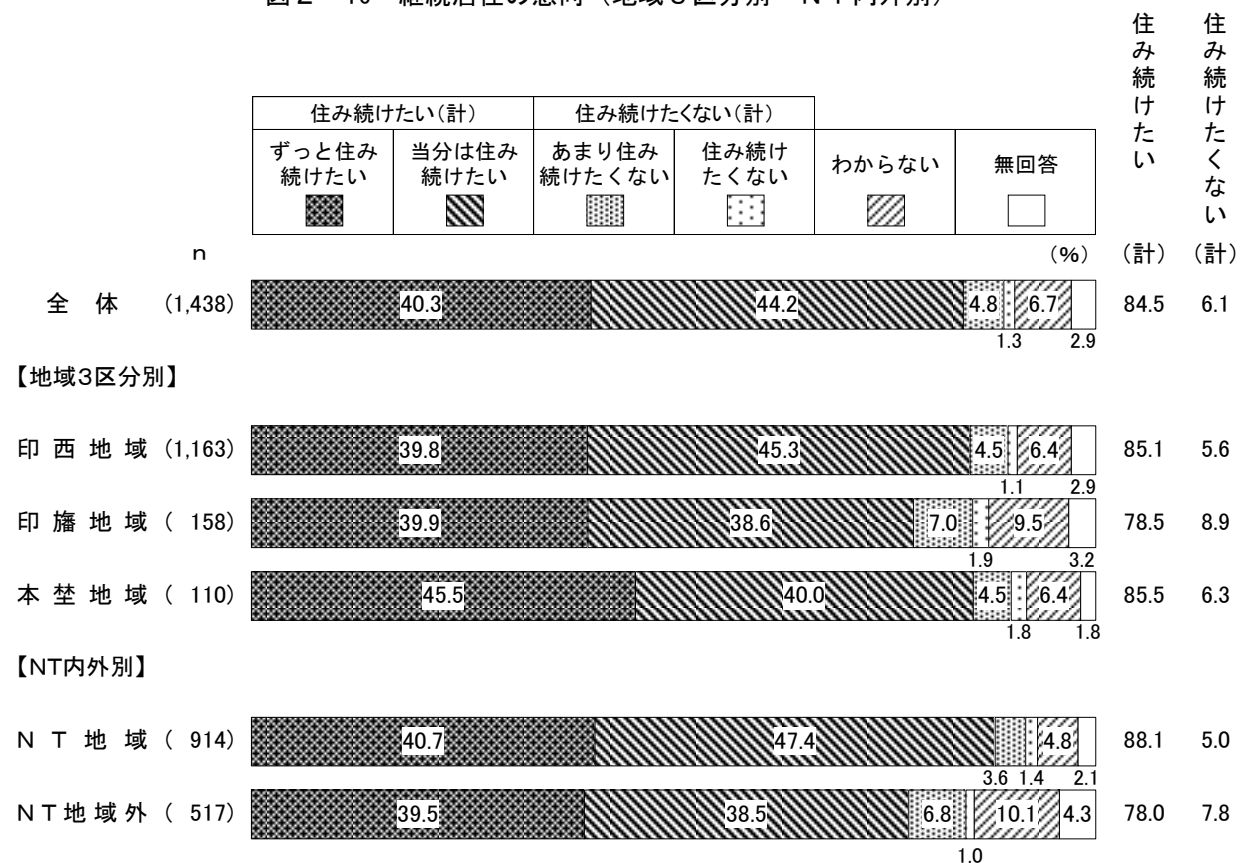 住み続けたい
住み続けたくない
住み続けたい(計) 住み続けたくない(計)
ずっと住み続けたい 当分は住み続けたい あまり住み続けたくない 住み続けたくない わからない 無回答
n (%) (計) (計)
全体 (1,438) 40.3 44.2 4.8 6.7 84.5 6.1
1.3 2.9
【地域3区分別】
印西地域 (1,163) 39.8 45.3 4.5 6.4 85.1 5.6
1.1 2.9
印旛地域 ( 158) 39.9 38.6 7.0 9.5 78.5 8.9
1.9 3.2
本埜地域 ( 110) 45.5 40.0 4.5 6.4 85.5 6.3
1.8 1.8
【NT内外別】
NT地域 ( 914) 40.7 47.4 4.8 88.1 5.0
3.6 1.4 2.1
NT地域外 ( 517) 39.5 38.5 6.8 10.1 4.3 78.0 7.8
1.0